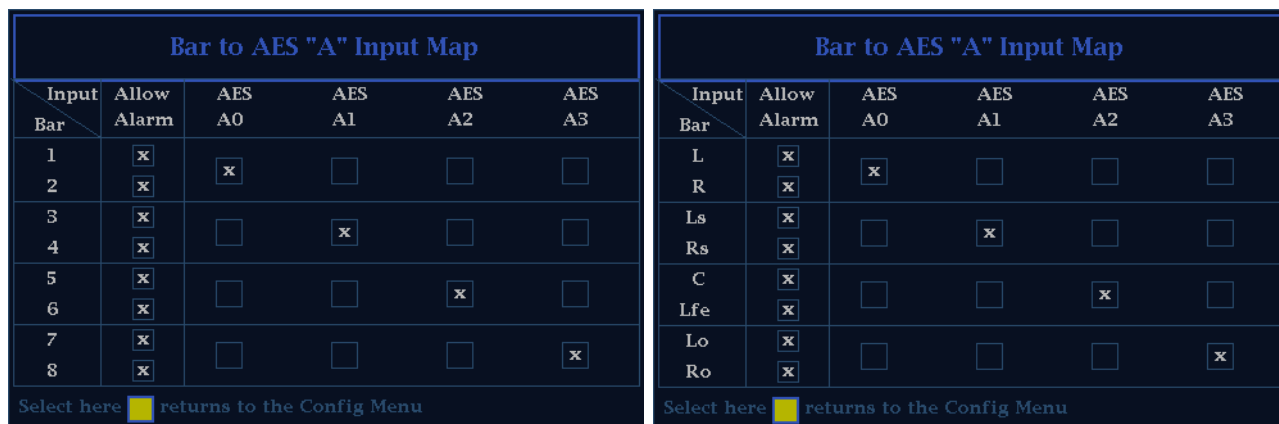 Bar to AES "A" Input Map
Input Allow AES AES AES AES
Bar Alarm A0 A1 A2 A3
1 x
x
2 x
3 x
x
4 x
5 x
x
6 x
7 x
x
8 x
Select here returns to the Config Menu
Bar to AES "A" Input Map
Input Allow AES AES AES AES
Bar Alarm A0 A1 A2 A3
L x
x
R x
Ls x
x
Rs x
C x
x
Lfe x
Lo x
x
Ro x
Select here returns to the Config Menu